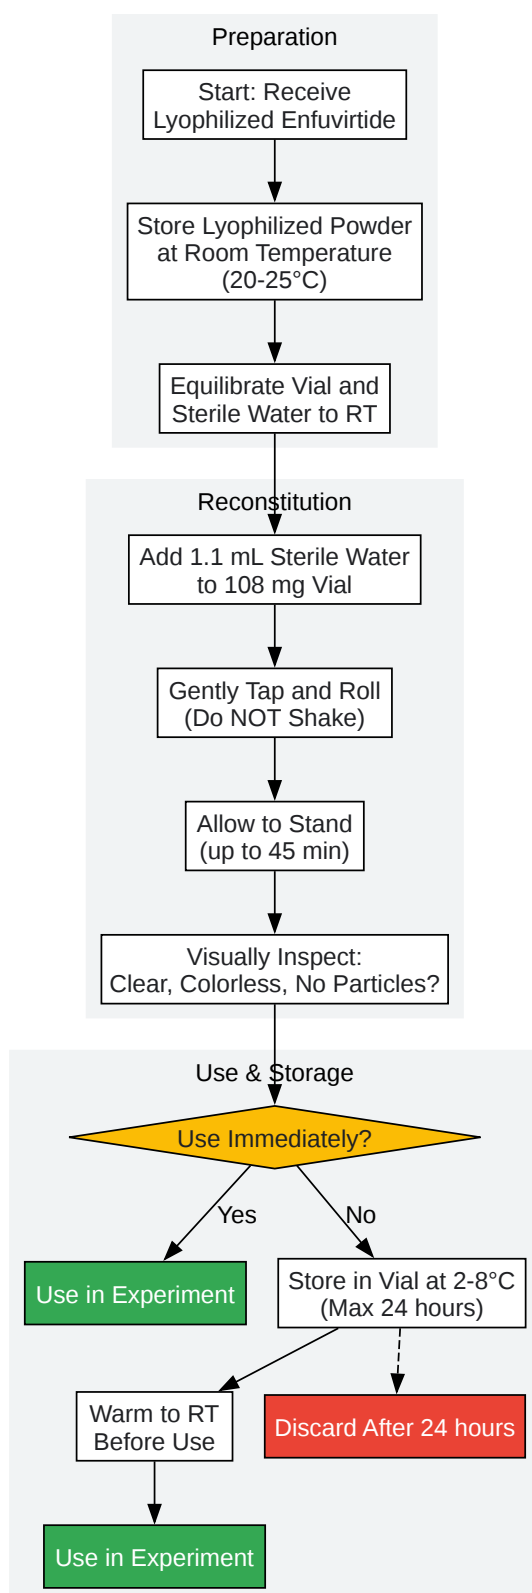 Preparation
Start: Receive
Lyophilized Enfuvirtide
Store Lyophilized Powder
at Room Temperature
(20-25°C)
Equilibrate Vial and
Sterile Water to RT
Reconstitution
Add 1.1 mL Sterile Water
to 108 mg Vial
Gently Tap and Roll
(Do NOT Shake)
Allow to Stand
(up to 45 min)
Visually Inspect:
Clear, Colorless, No Particles?
Use & Storage
Use Immediately?
Yes
No
Use in Experiment
Store in Vial at 2-8°C
(Max 24 hours)
Warm to RT
Before Use
Discard After 24 hours
Use in Experiment